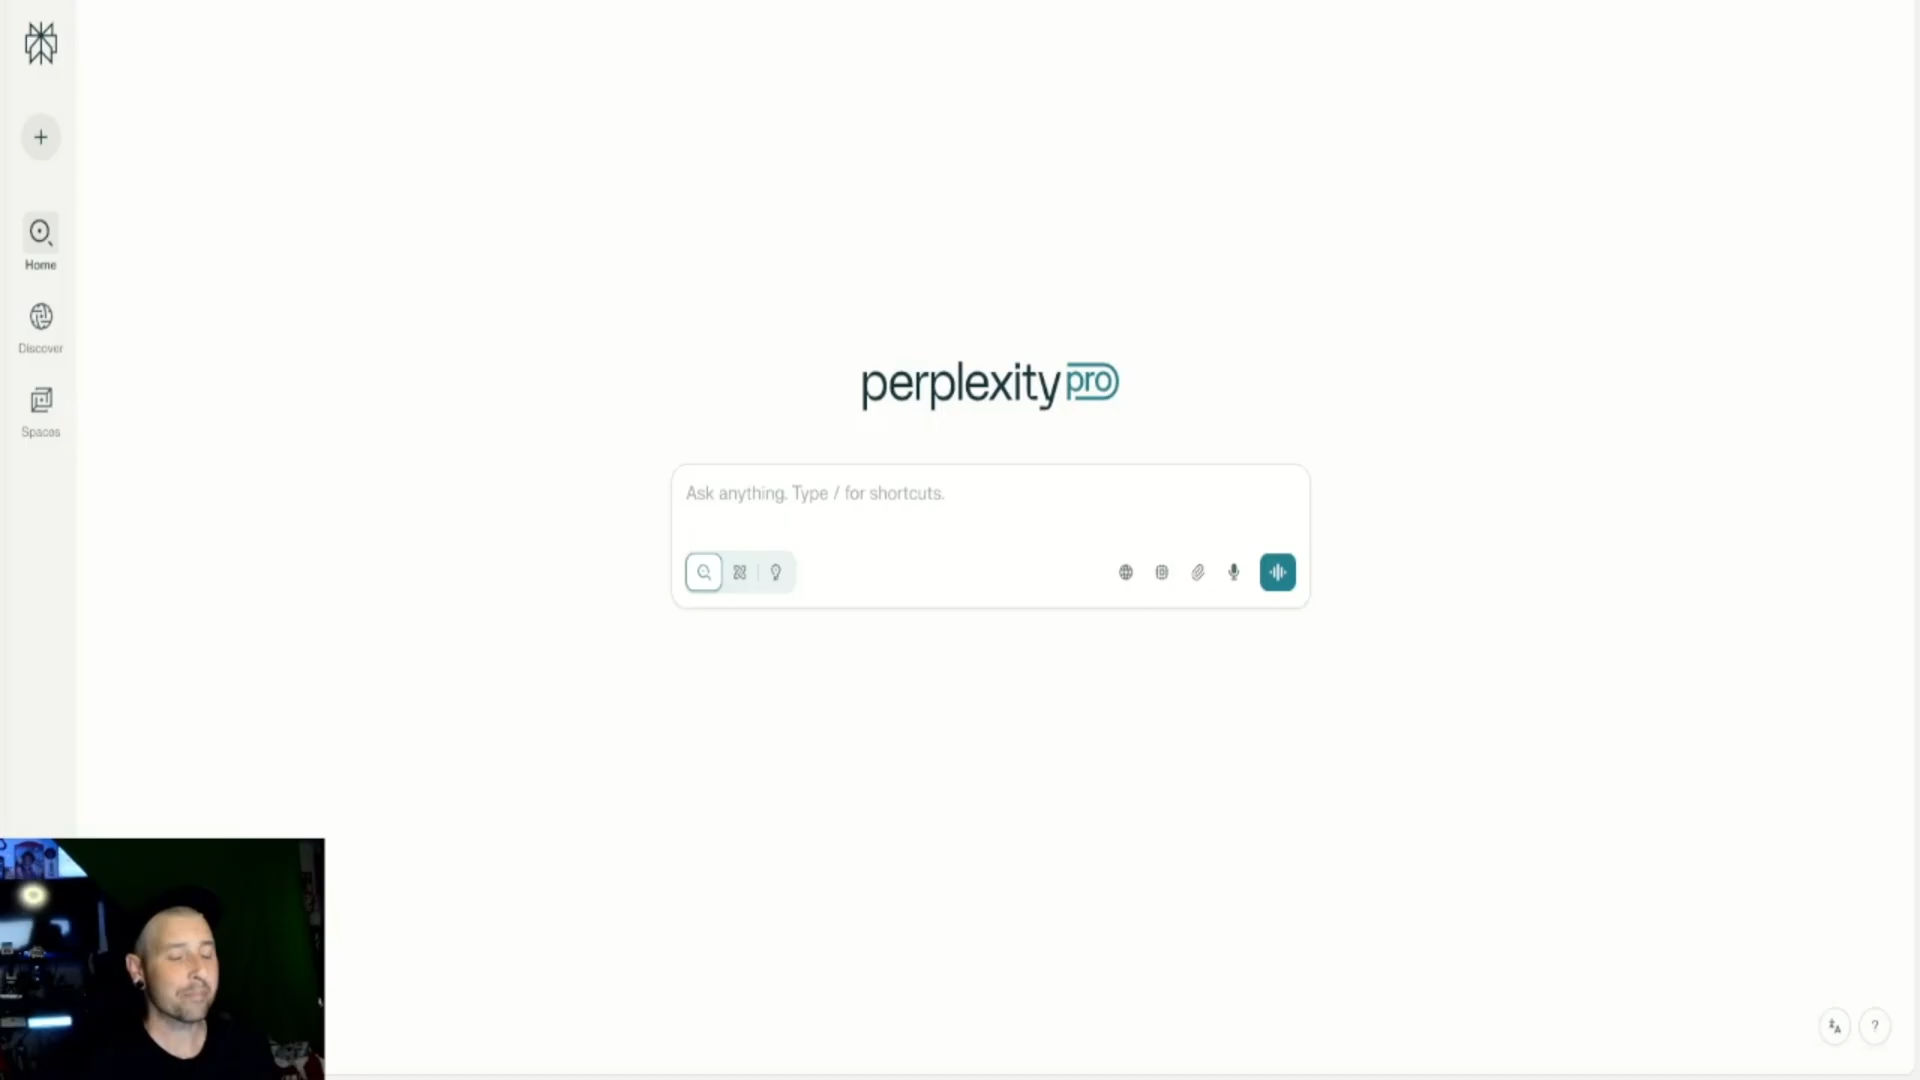 Home
Discover
Spaces
perplexity pro
Ask anything. Type / for shortcuts.
?